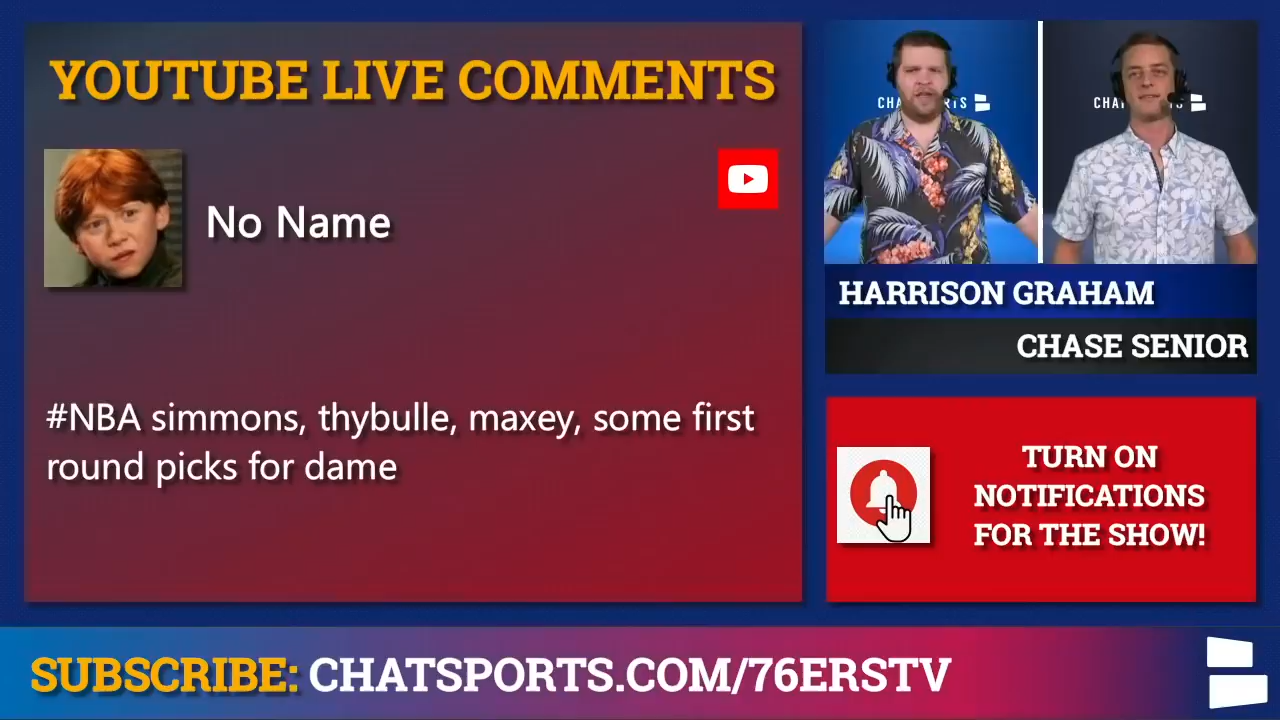 YOUTUBE LIVE COMMENTS
No Name
#NBA simmons, thybulle, maxey, some first
round picks for dame
HARRISON GRAHAM
CHASE SENIOR
TURN ON
NOTIFICATIONS
FOR THE SHOW!
SUBSCRIBE: CHATSPORTS.COM/76ERSTV